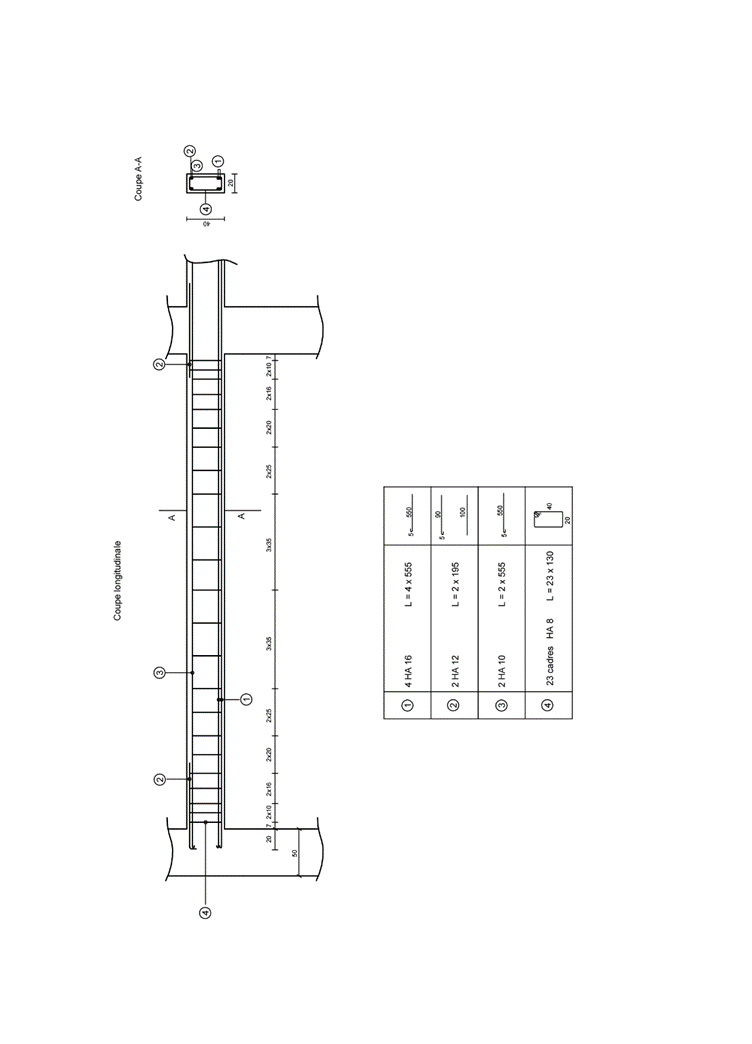 Coupe longitudinale
Coupe A-A
2
3
2
A
A
4
1
20 7 2x10 2x16 2x20 2x25 3x35 3x35 2x25 2x20 2x16 2x10 7
50
2
3
1
4
20
40
1 4 HA 16 L = 4 x 555 5 550
2 2 HA 12 L = 2 x 195 5 90 100
3 2 HA 10 L = 2 x 555 5 550
4 23 cadres HA 8 L = 23 x 130 40 20